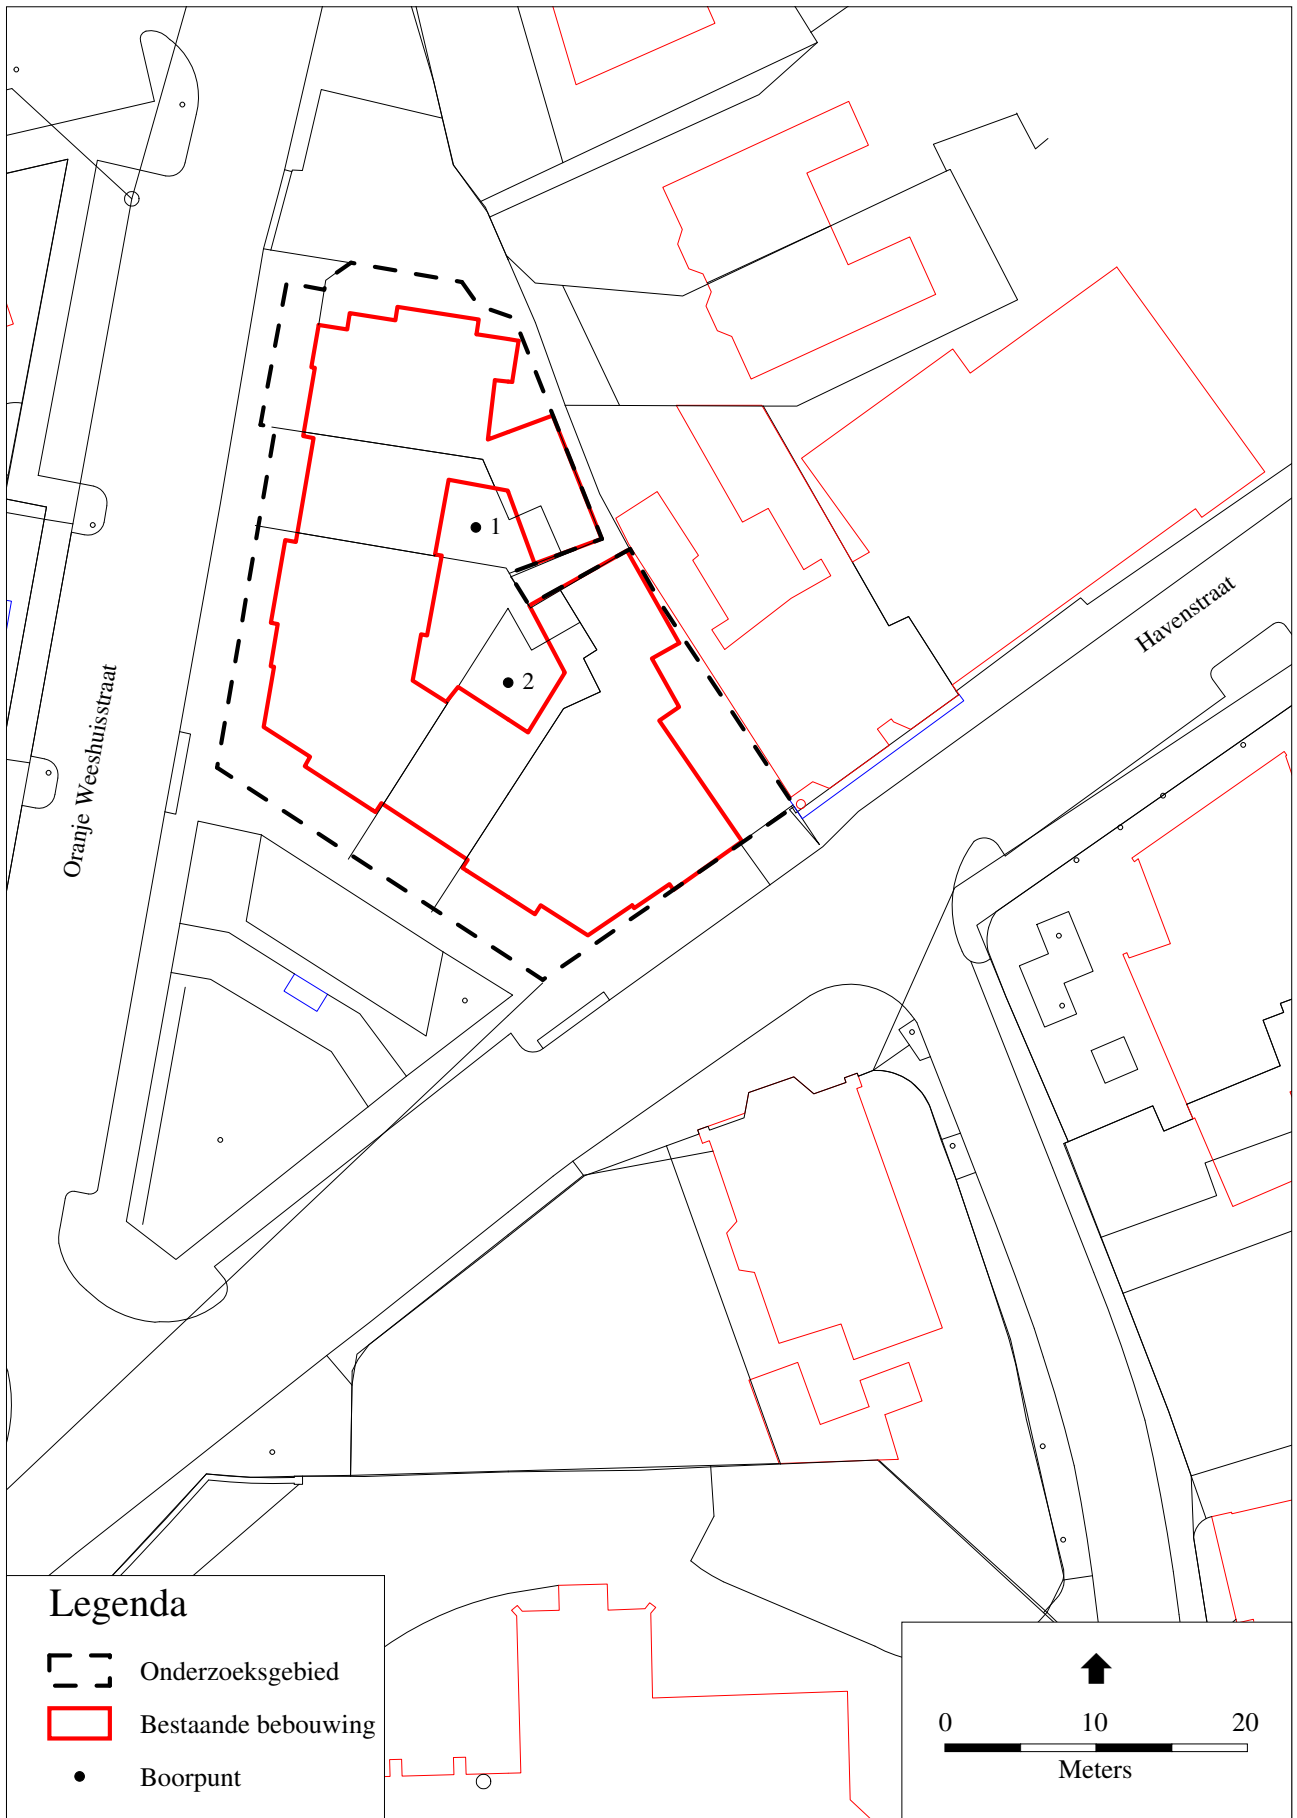 Havenstraat
1
Oranje Weeshuisstraat
2
Legenda
Onderzoeksgebied
Bestaande bebouwing
Boorpunt
0 10 20
Meters